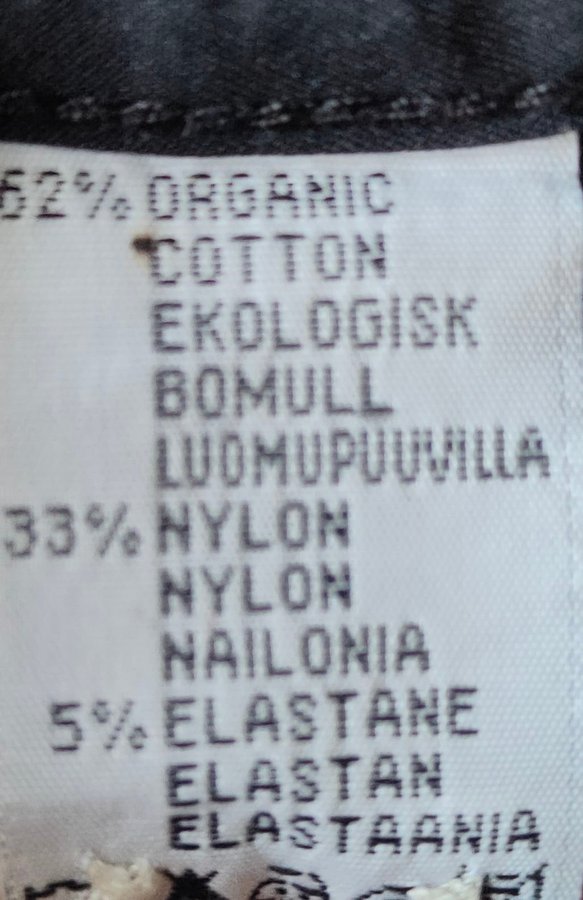 62% ORGANIC
COTTON
EKOLOGISK
BOMULL
LUOMUPUUVILLA
33% NYLON
NYLON
NAILONIA
5% ELASTANE
ELASTAN
ELASTAANIA